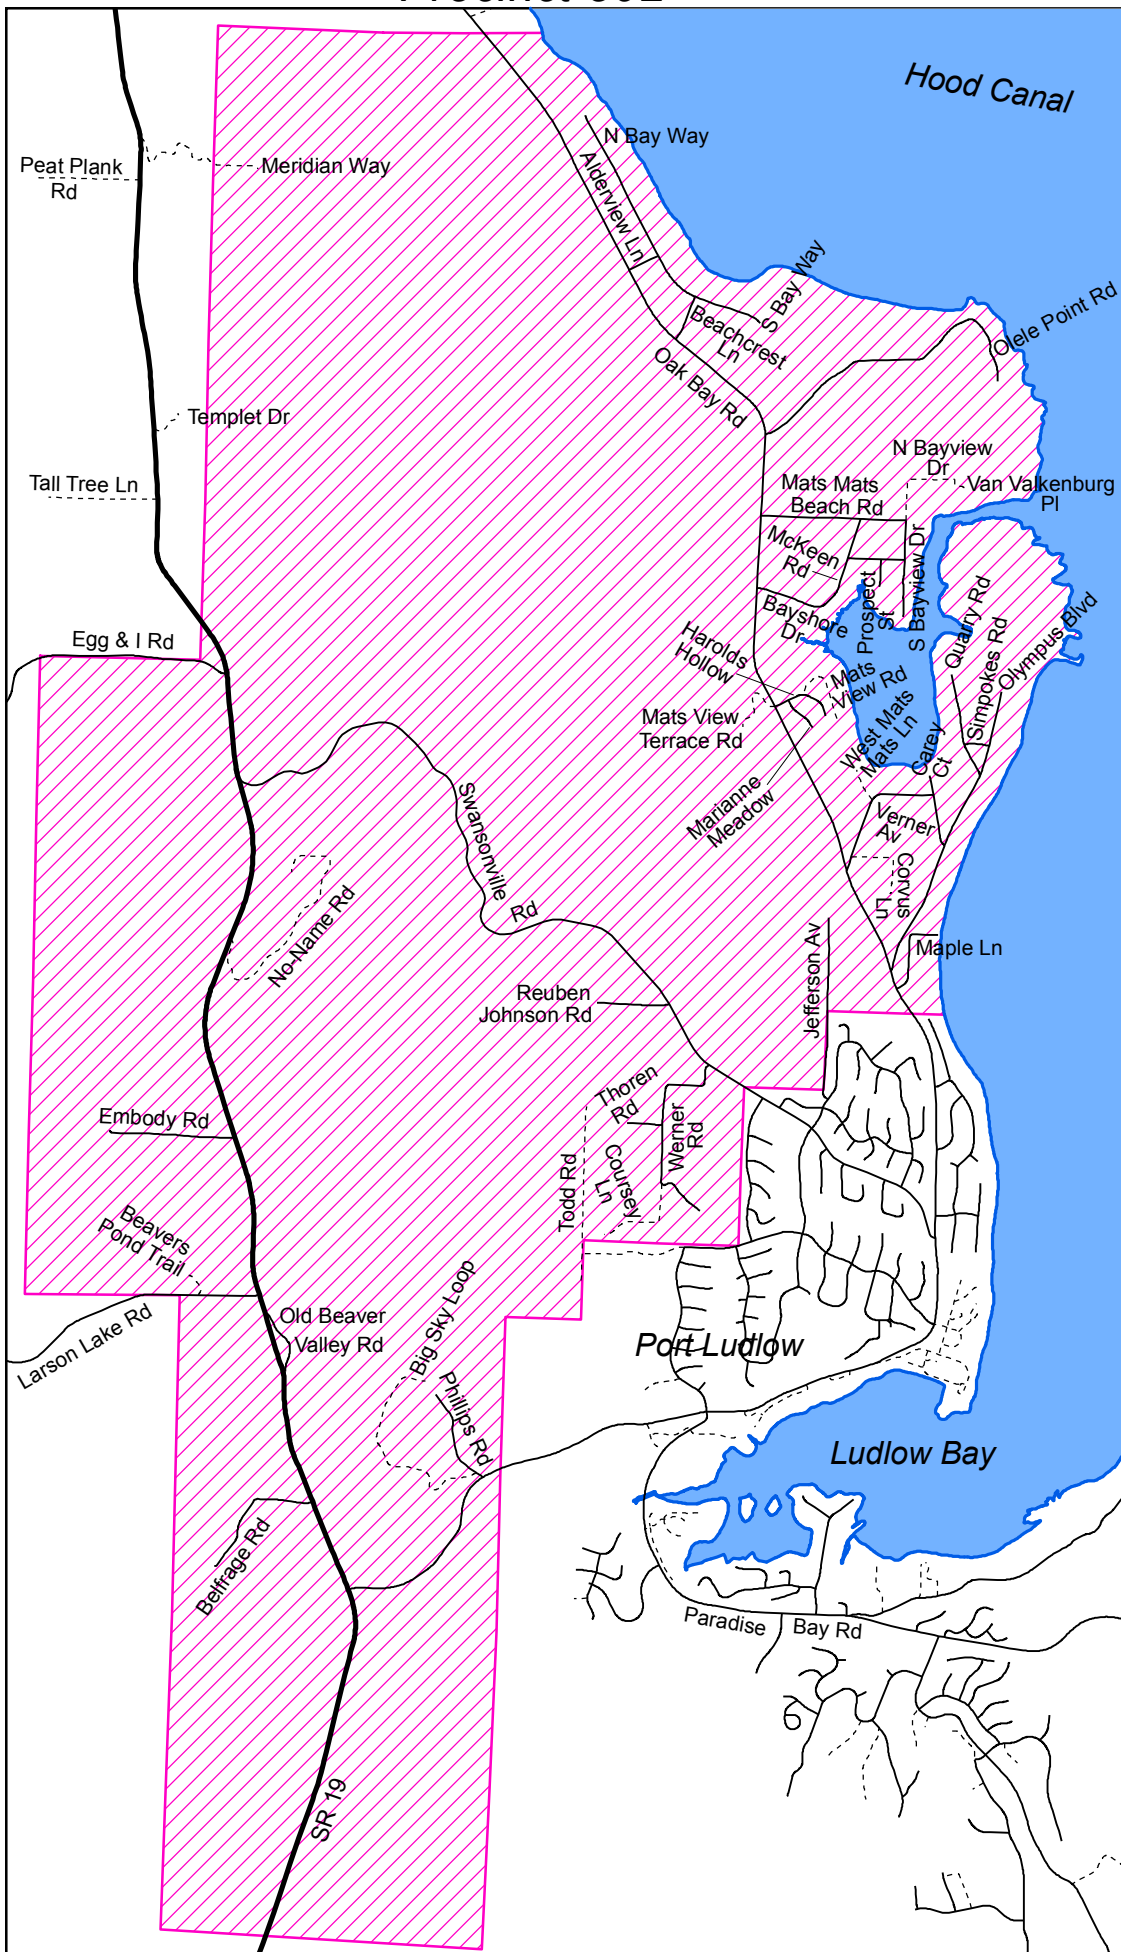 Hood Canal
N Bay Way
Peat Plank
Rd
Meridian Way
Alderview Ln
S Bay Way
Olele Point Rd
Beachcrest
Ln
Oak Bay Rd
Templet Dr
N Bayview
Dr
Tall Tree Ln
Mats Mats
Beach Rd
Van Valkenburg
Pl
McKeen
Rd
S Bayview Dr
Prospect
St
Bayshore
Dr
Quarry Rd
Simpokes Rd
Olympus Blvd
Egg & I Rd
Harolds
Hollow
Mats
View Rd
Mats View
Terrace Rd
West Mats
Mats Ln
Carey
Ct
Marianne
Meadow
Verner
Av
Swansonville
Rd
Corvus
Ln
No-Name Rd
Jefferson Av
Maple Ln
Reuben
Johnson Rd
Thoren
Rd
Werner
Rd
Embody Rd
Coursey
Ln
Todd Rd
Beavers
Pond Trail
Larson Lake Rd
Old Beaver
Valley Rd
Big Sky Loop
Port Ludlow
Phillips Rd
Ludlow Bay
Belfrage Rd
Paradise Bay Rd
SR 19